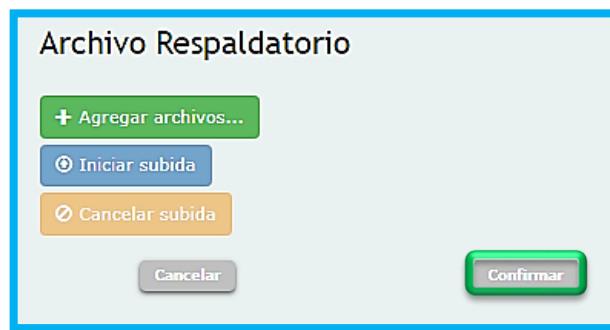 Archivo Respaldatorio
Agregar archivos...
Iniciar subida
Cancelar subida
Cancelar Confirmar